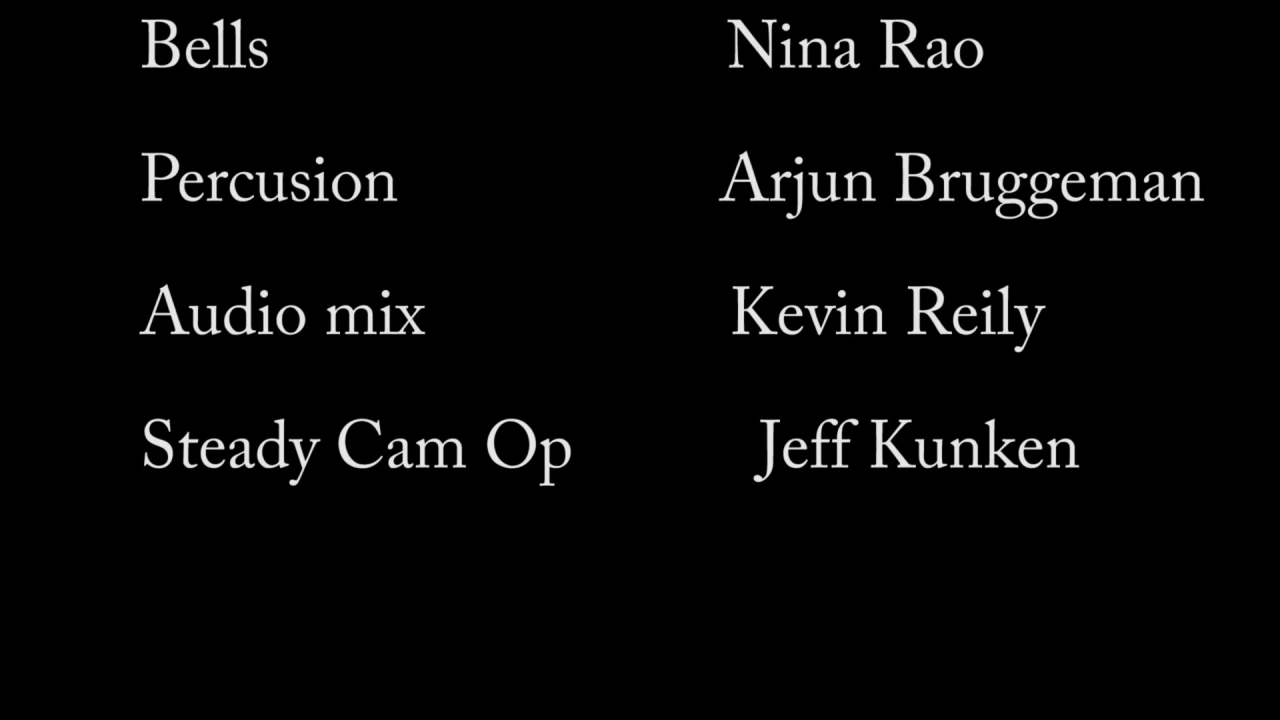 Bells Nina Rao
Percusion Arjun Bruggeman
Audio mix Kevin Reily
Steady Cam Op Jeff Kunken